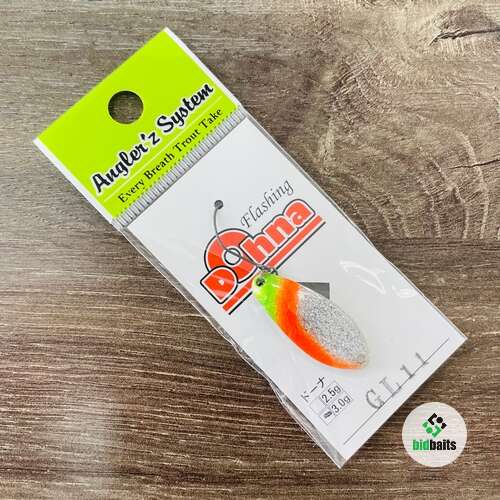 Angler'z System
Every Breath Trout Take
Flashing
Dohna
ドーナ
2.5g
3.0g
GL11
bidbaits